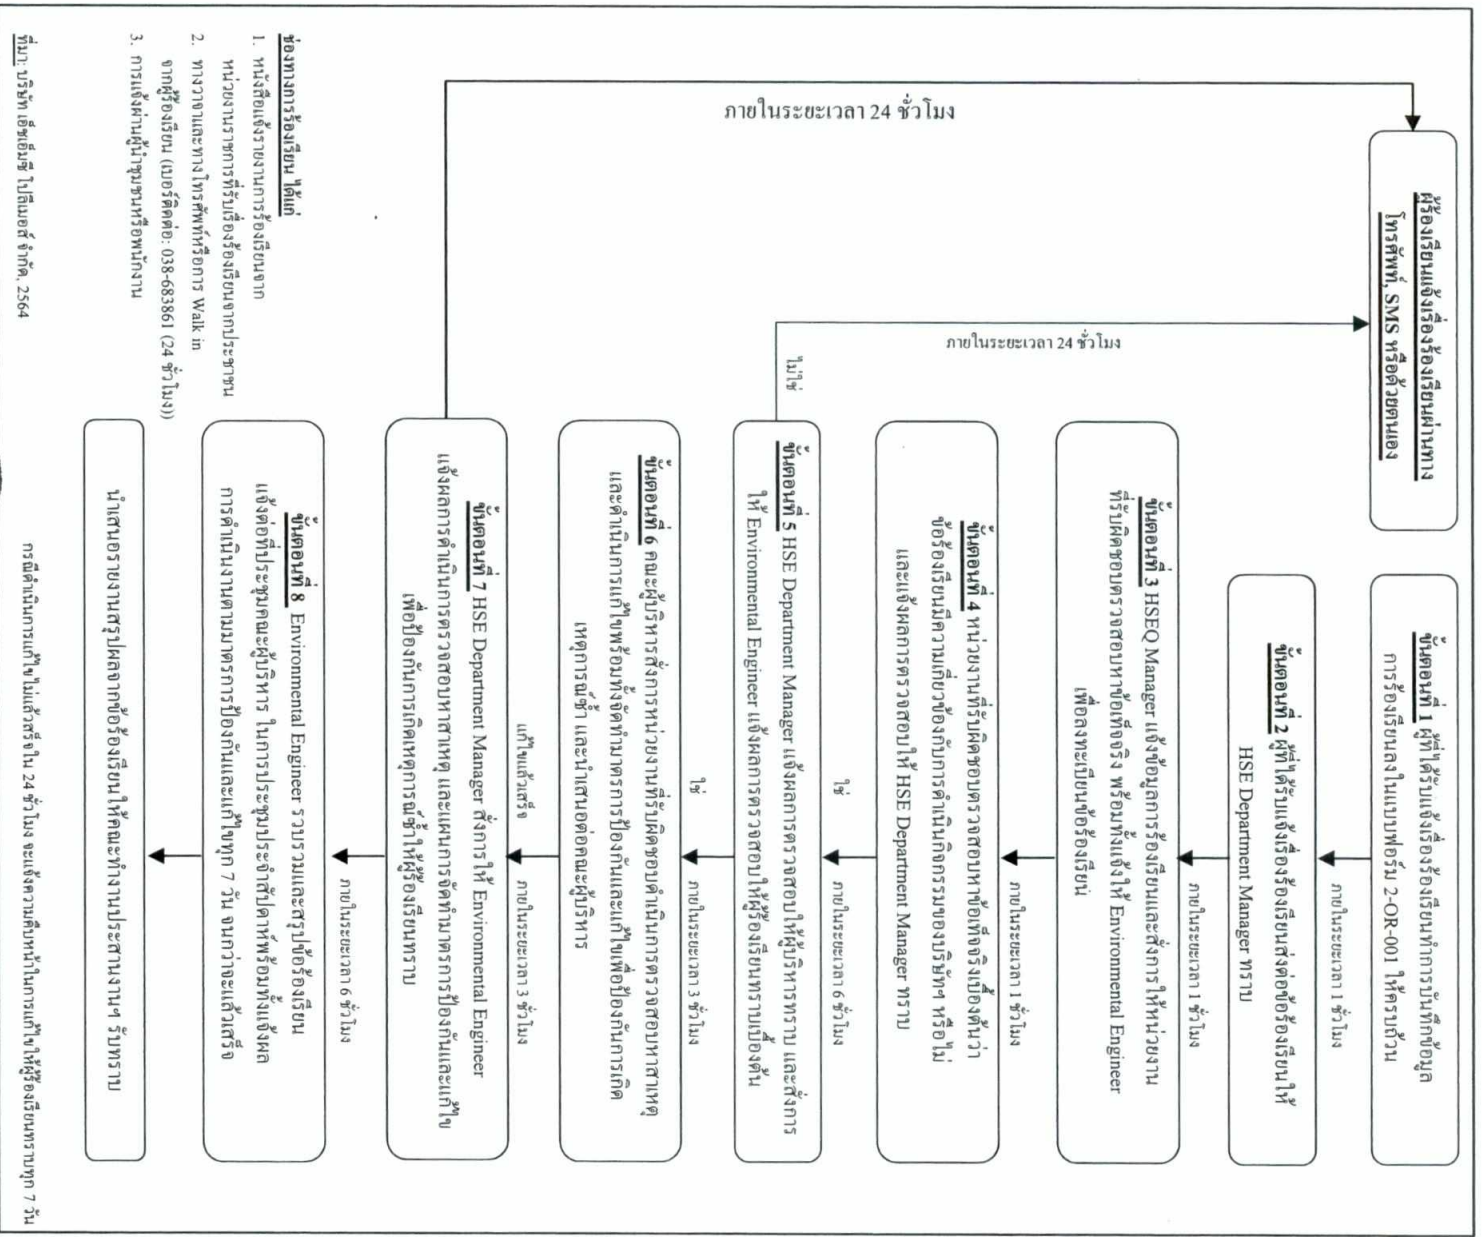 ผู้ร้องเรียนแจ้งเรื่องร้องเรียนผ่านทาง
โทรศัพท์, SMS หรือด้วยตนเอง
ขั้นตอนที่ 1 ผู้ที่ได้รับแจ้งเรื่องร้องเรียนทำการบันทึกข้อมูล
การร้องเรียนลงในแบบฟอร์ม 2-OR-001 ให้ครบถ้วน
ภายในระยะเวลา 1 ชั่วโมง
ขั้นตอนที่ 2 ผู้ที่ได้รับแจ้งเรื่องร้องเรียนส่งต่อข้อร้องเรียนให้
HSE Department Manager ทราบ
ภายในระยะเวลา 1 ชั่วโมง
ขั้นตอนที่ 3 HSEQ Manager แจ้งข้อมูลการร้องเรียนและสั่งการให้หน่วยงาน
ที่รับผิดชอบตรวจสอบหาข้อเท็จจริง พร้อมทั้งแจ้งให้ Environmental Engineer
เพื่อลงทะเบียนข้อร้องเรียน
ภายในระยะเวลา 1 ชั่วโมง
ขั้นตอนที่ 4 หน่วยงานที่รับผิดชอบตรวจสอบหาข้อเท็จจริงเบื้องต้นว่า
ข้อร้องเรียนมีความเกี่ยวข้องกับการดำเนินกิจกรรมของบริษัทฯ หรือไม่
และแจ้งผลการตรวจสอบให้ HSE Department Manager ทราบ
ใช่
ภายในระยะเวลา 6 ชั่วโมง
ขั้นตอนที่ 5 HSE Department Manager แจ้งผลการตรวจสอบให้ผู้บริหารทราบ และสั่งการ
ให้ Environmental Engineer แจ้งผลการตรวจสอบให้ผู้ร้องเรียนทราบเบื้องต้น
ไม่ใช่
ภายในระยะเวลา 24 ชั่วโมง
ใช่
ภายในระยะเวลา 3 ชั่วโมง
ขั้นตอนที่ 6 คณะผู้บริหารสั่งการหน่วยงานที่รับผิดชอบดำเนินการตรวจสอบหาสาเหตุ
และดำเนินการแก้ไขพร้อมทั้งจัดทำมาตรการป้องกันและแก้ไขเพื่อป้องกันการเกิด
เหตุการณ์ซ้ำ และนำเสนอต่อคณะผู้บริหาร
แก้ไขแล้วเสร็จ
ภายในระยะเวลา 3 ชั่วโมง
ขั้นตอนที่ 7 HSE Department Manager สั่งการให้ Environmental Engineer
แจ้งผลการดำเนินการตรวจสอบหาสาเหตุ และแผนการจัดทำมาตรการป้องกันและแก้ไข
เพื่อป้องกันการเกิดเหตุการณ์ซ้ำให้ผู้ร้องเรียนทราบ
ภายในระยะเวลา 24 ชั่วโมง
ภายในระยะเวลา 6 ชั่วโมง
ขั้นตอนที่ 8 Environmental Engineer รวบรวมและสรุปข้อร้องเรียน
แจ้งต่อที่ประชุมคณะผู้บริหาร ในการประชุมประจำสัปดาห์พร้อมทั้งแจ้งผล
การดำเนินงานตามมาตรการป้องกันและแก้ไขทุก 7 วัน จนกว่าจะแล้วเสร็จ
นำเสนอรายงานสรุปผลจากข้อร้องเรียนให้คณะทำงานประสานงานฯ รับทราบ
ช่องทางการร้องเรียน ได้แก่
1. หนังสือแจ้งรายงานการร้องเรียนจาก
หน่วยงานราชการที่รับเรื่องร้องเรียนจากประชาชน
2. ทางวาจาและทางโทรศัพท์หรือการ Walk in
จากผู้ร้องเรียน (เบอร์ติดต่อ: 038-683861 (24 ชั่วโมง))
3. การแจ้งผ่านผู้นำชุมชนหรือพนักงาน
กรณีดำเนินการแก้ไขไม่แล้วเสร็จใน 24 ชั่วโมง จะแจ้งความคืบหน้าในการแก้ไขให้ผู้ร้องเรียนทราบทุก 7 วัน
ที่มา: บริษัท เอ็ชเอ็มซี โปลีเมอส์ จำกัด, 2564